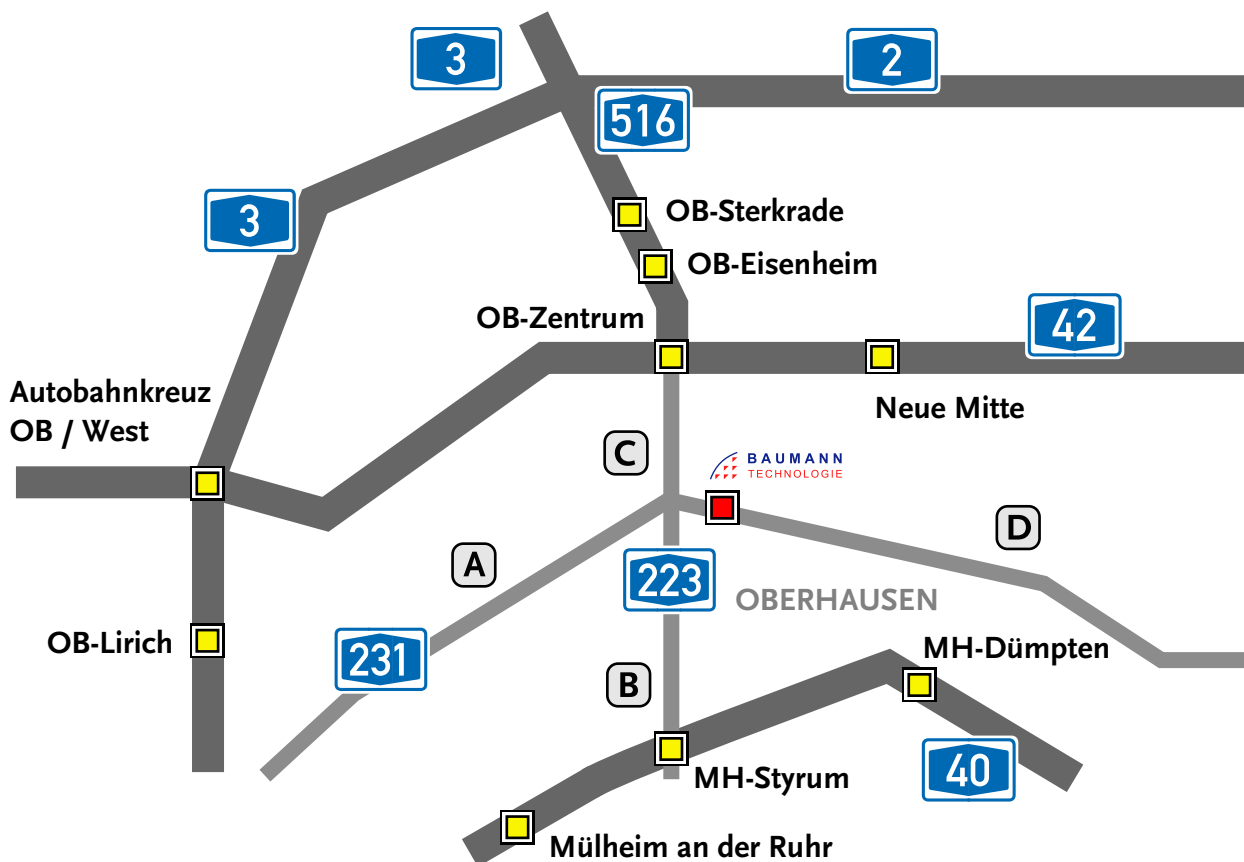 3
2
516
OB-Sterkrade
3
OB-Eisenheim
OB-Zentrum
42
Autobahnkreuz
OB / West
Neue Mitte
C
BAUMANN
TECHNOLOGIE
D
A
223
OBERHAUSEN
OB-Lirich
231
MH-Dümpten
B
40
MH-Styrum
Mülheim an der Ruhr